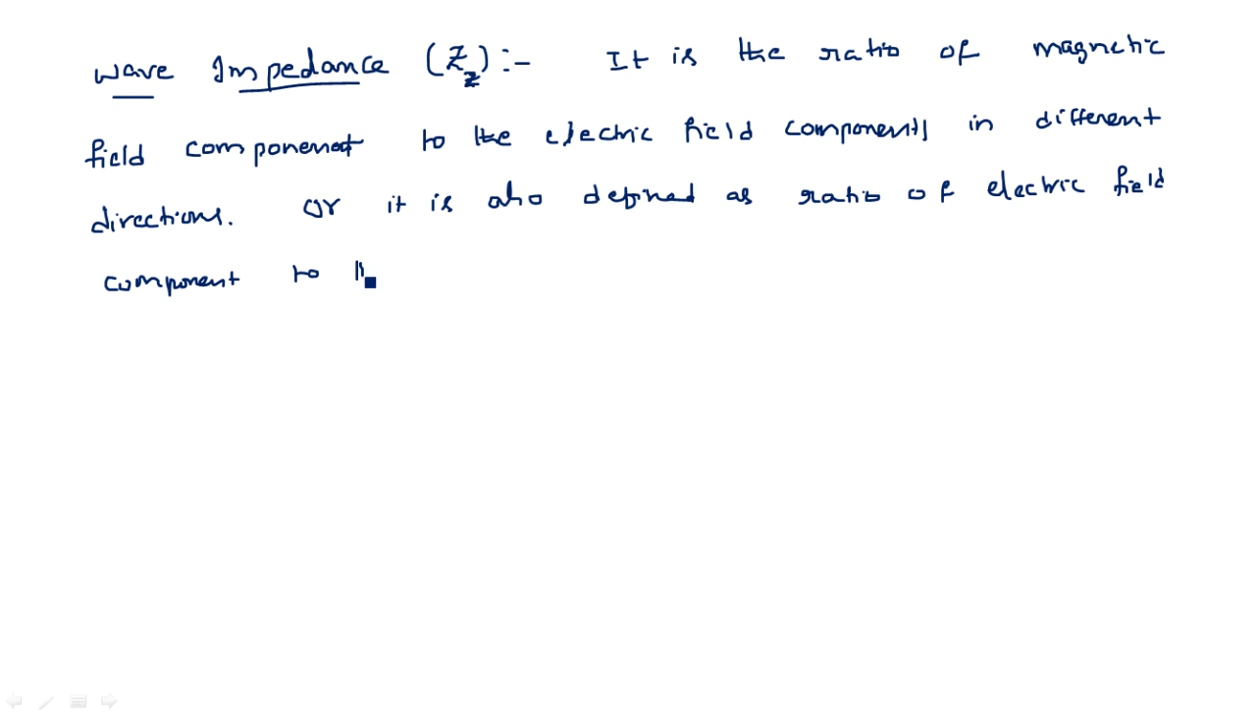 Wave Impedance (Z_z) :- It is the ratio of magnetic
field component to the electric field components in different
directions. or it is also defined as ratio of electric field
component to